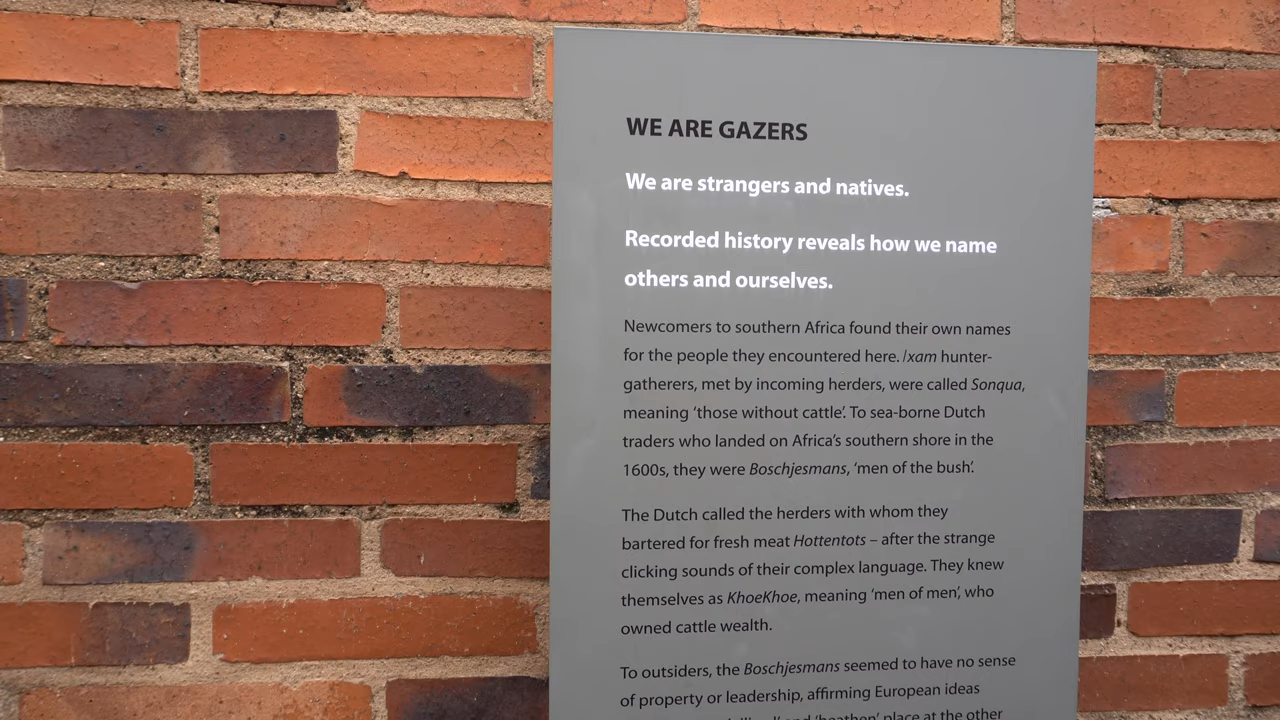 WE ARE GAZERS
We are strangers and natives.
Recorded history reveals how we name
others and ourselves.
Newcomers to southern Africa found their own names
for the people they encountered here. /xam hunter-
gatherers, met by incoming herders, were called Sonqua,
meaning ‘those without cattle’. To sea-borne Dutch
traders who landed on Africa’s southern shore in the
1600s, they were Boschjesmans, ‘men of the bush’.
The Dutch called the herders with whom they
bartered for fresh meat Hottentots – after the strange
clicking sounds of their complex language. They knew
themselves as KhoeKhoe, meaning ‘men of men’, who
owned cattle wealth.
To outsiders, the Boschjesmans seemed to have no sense
of property or leadership, affirming European ideas
and ‘heathen’ place at the other